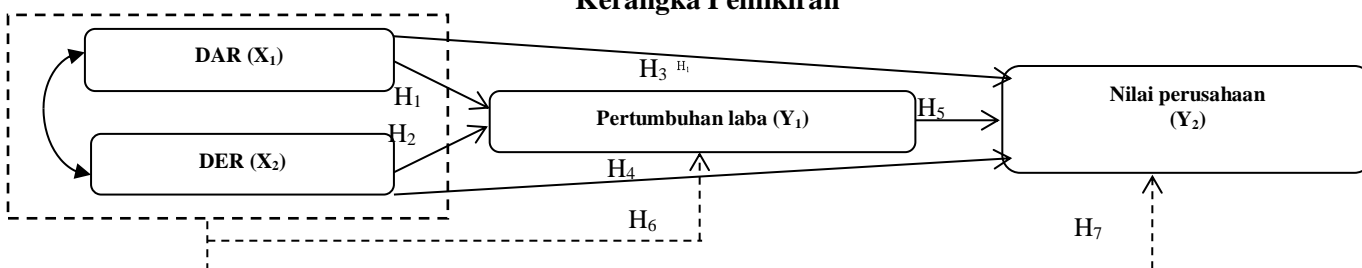 Kerangka Pemikiran
DAR (X₁)
H₃ H₁
Nilai perusahaan
(Y₂)
H₁
Pertumbuhan laba (Y₁)
H₅
H₂
DER (X₂)
H₄
H₆
H₇